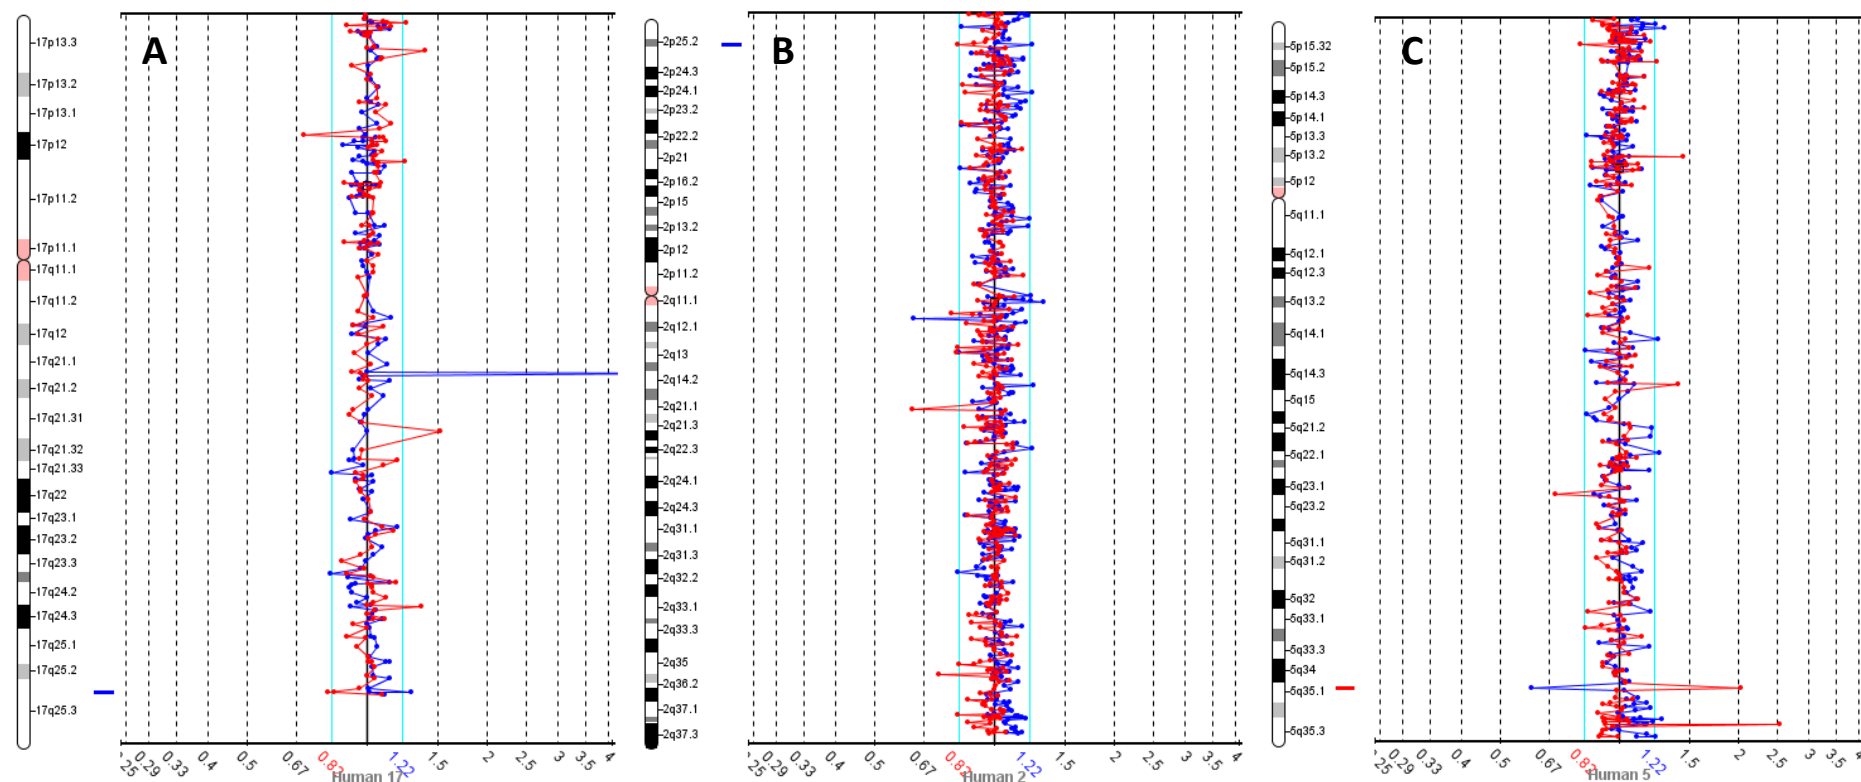 A
17p13.3
17p13.2
17p13.1
17p12
17p11.2
17p11.1
17q11.1
17q11.2
17q12
17q21.1
17q21.2
17q21.31
17q21.32
17q21.33
17q22
17q23.1
17q23.2
17q23.3
17q24.2
17q24.3
17q25.1
17q25.2
17q25.3
.25 0.29 0.33 0.4 0.5 0.67 0.82 1.22 1.5 2 2.5 3 3.5 4
Human 17
B
2p25.2
2p24.3
2p24.1
2p23.2
2p22.2
2p21
2p16.2
2p15
2p13.2
2p12
2p11.2
2q11.1
2q12.1
2q13
2q14.2
2q21.1
2q21.3
2q22.3
2q24.1
2q24.3
2q31.1
2q31.3
2q32.2
2q33.1
2q33.3
2q35
2q36.2
2q37.1
2q37.3
.25 0.29 0.33 0.4 0.5 0.67 0.82 1.22 1.5 2 2.5 3 3.5 4
Human 2
C
5p15.32
5p15.2
5p14.3
5p14.1
5p13.3
5p13.2
5p12
5q11.1
5q12.1
5q12.3
5q13.2
5q14.1
5q14.3
5q15
5q21.2
5q22.1
5q23.1
5q23.2
5q31.1
5q31.2
5q32
5q33.1
5q33.3
5q34
5q35.1
5q35.3
.25 0.29 0.33 0.4 0.5 0.67 0.82 1.22 1.5 2 2.5 3 3.5 4
Human 5